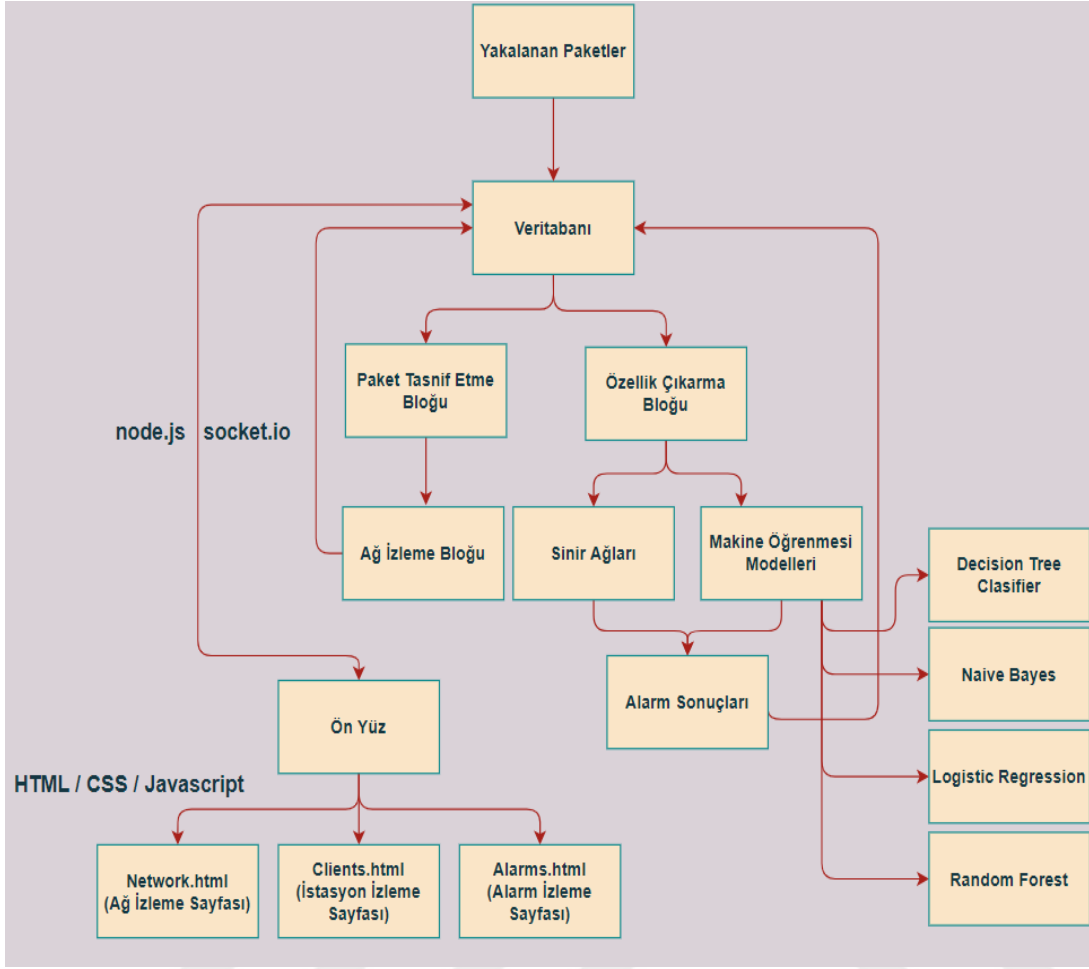 Yakalanan Paketler
Veritabanı
Paket Tasnif Etme
Bloğu
Özellik Çıkarma
Bloğu
node.js
socket.io
Ağ İzleme Bloğu
Sinir Ağları
Makine Öğrenmesi
Modelleri
Decision Tree
Clasifier
Naive Bayes
Alarm Sonuçları
Ön Yüz
Logistic Regression
HTML / CSS / Javascript
Network.html
(Ağ İzleme Sayfası)
Clients.html
(İstasyon İzleme
Sayfası)
Alarms.html
(Alarm İzleme
Sayfası)
Random Forest